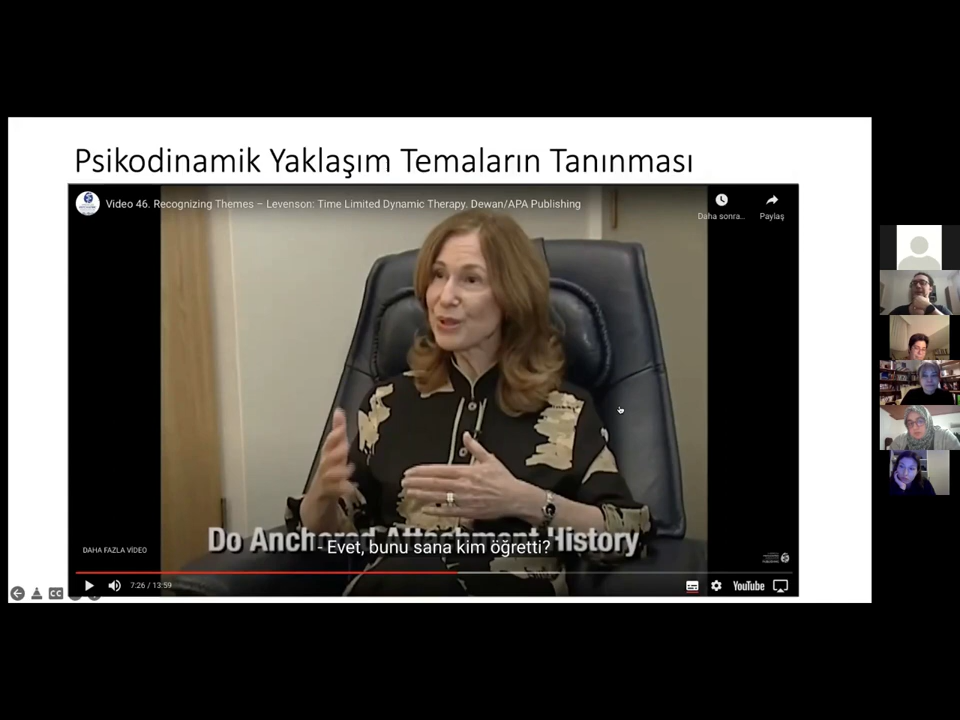 Psikodinamik Yaklaşım Temaların Tanınması
Video 46. Recognizing Themes – Levenson: Time Limited Dynamic Therapy. Dewan/APA Publishing
Daha sonra...
Paylaş
Do Anchored Attachment History
- Evet, bunu sana kim öğretti?
DAHA FAZLA VİDEO
7:26 / 13:59
YouTube
CC